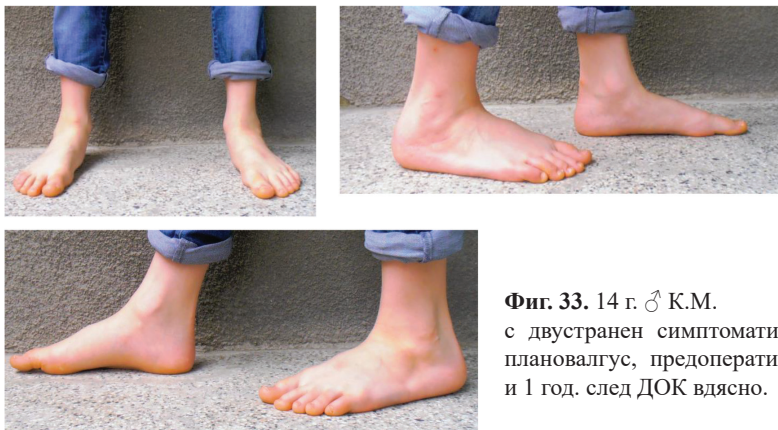 Фиг. 33. 14 г. ♂ К.М.
с двустранен симптомати
плановалгус, предоперати
и 1 год. след ДОК вдясно.